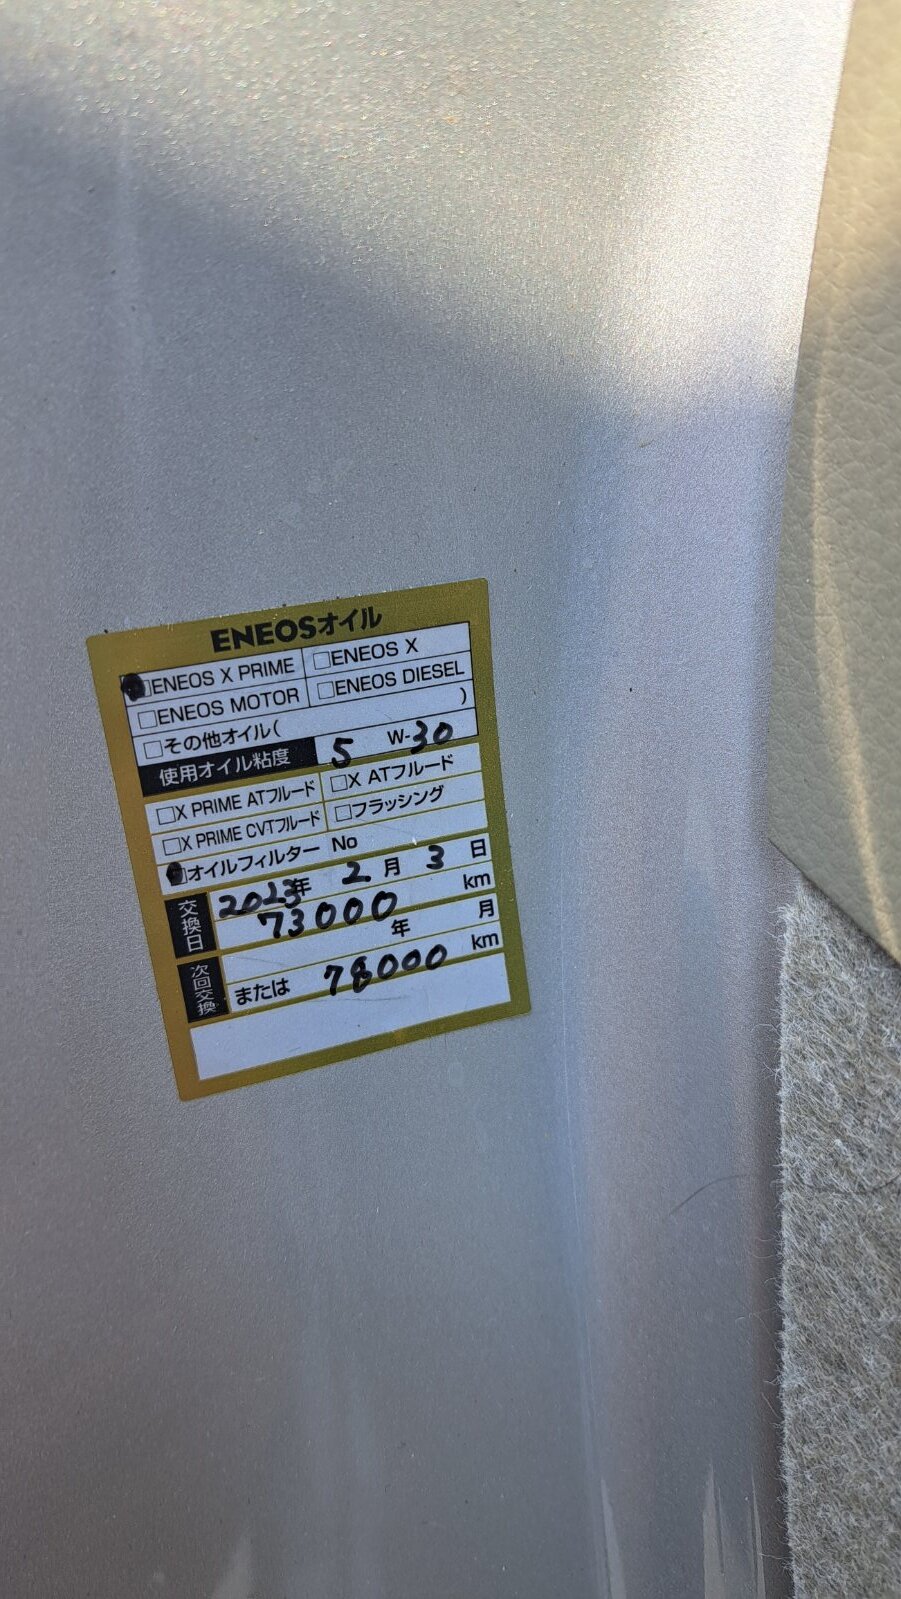 ENEOSオイル
□ENEOS X PRIME □ENEOS X
□ENEOS MOTOR □ENEOS DIESEL
□その他オイル( )
使用オイル粘度 5 W-30
□X PRIME ATフルード □X ATフルード
□X PRIME CVTフルード □フラッシング
□オイルフィルター No
交換日 2023年 2月 3日
73000 km
次回交換 年 月
または 78000 km